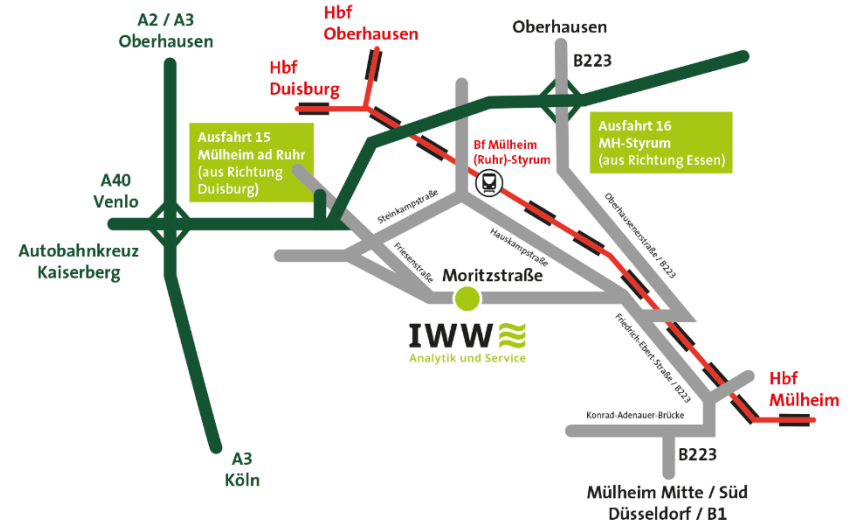 A2 / A3
Oberhausen
Hbf
Oberhausen
Oberhausen
B223
Hbf
Duisburg
Ausfahrt 15
Mülheim ad Ruhr
(aus Richtung
Duisburg)
Bf Mülheim
(Ruhr)-Styrum
Ausfahrt 16
MH-Styrum
(aus Richtung Essen)
A40
Venlo
Autobahnkreuz
Kaiserberg
Steinkampstraße
Hauskampstraße
Friesenstraße
Oberhausenerstraße / B223
Moritzstraße
IWW
Analytik und Service
Friedrich-Ebert-Straße / B223
Hbf
Mülheim
Konrad-Adenauer-Brücke
B223
A3
Köln
Mülheim Mitte / Süd
Düsseldorf / B1